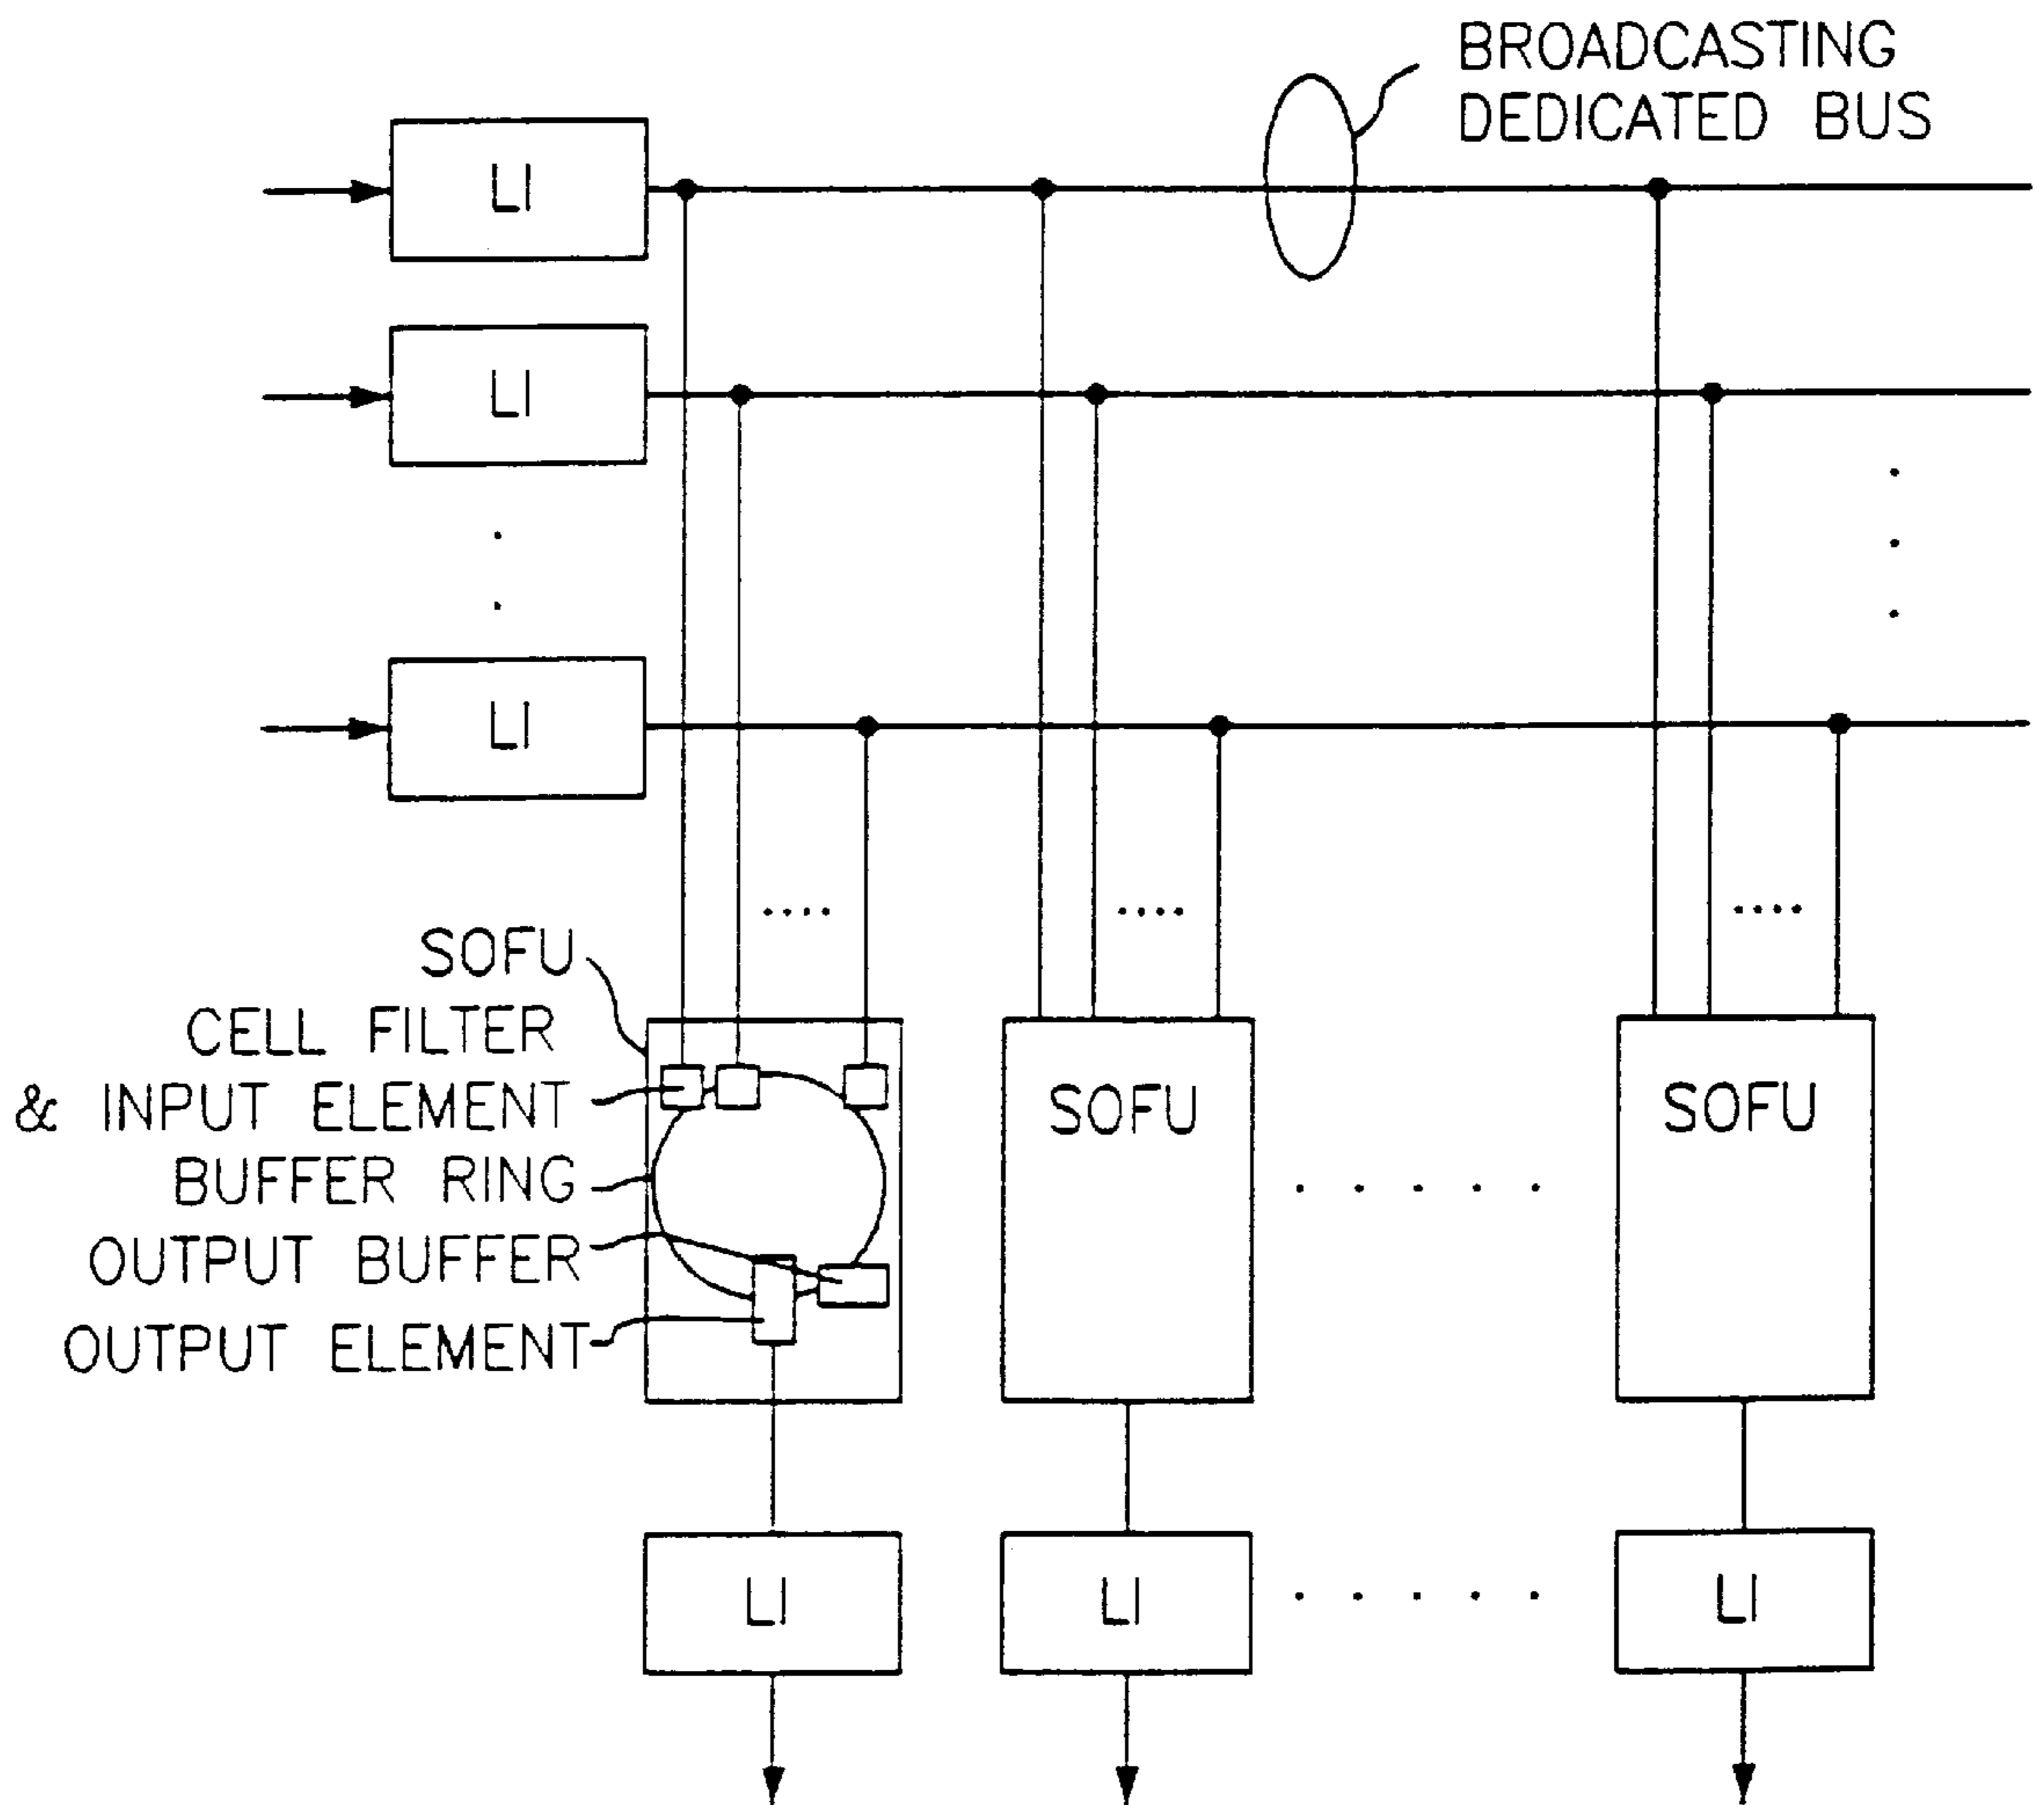 BROADCASTING
DEDICATED BUS
LI
LI
LI
SOFU
CELL FILTER
& INPUT ELEMENT
BUFFER RING
OUTPUT BUFFER
OUTPUT ELEMENT
SOFU
SOFU
LI
LI
LI